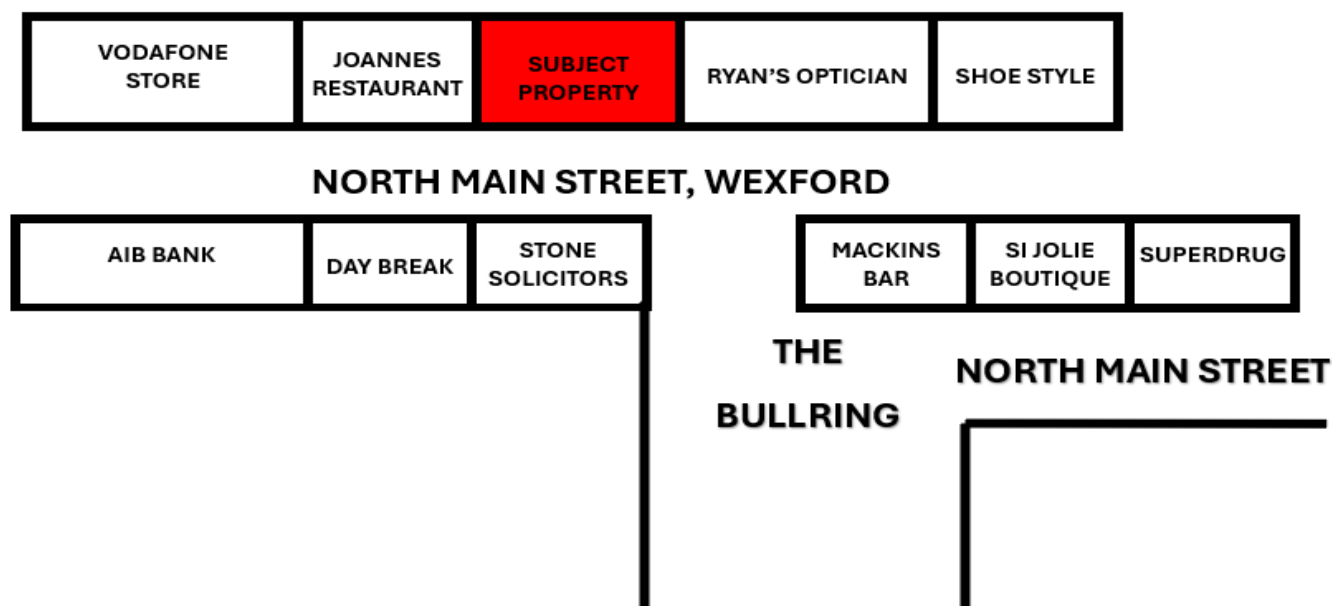 VODAFONE
STORE
JOANNES
RESTAURANT
SUBJECT
PROPERTY
RYAN'S OPTICIAN
SHOE STYLE
NORTH MAIN STREET, WEXFORD
AIB BANK
DAY BREAK
STONE
SOLICITORS
MACKINS
BAR
SI JOLIE
BOUTIQUE
SUPERDRUG
THE
BULLRING
NORTH MAIN STREET